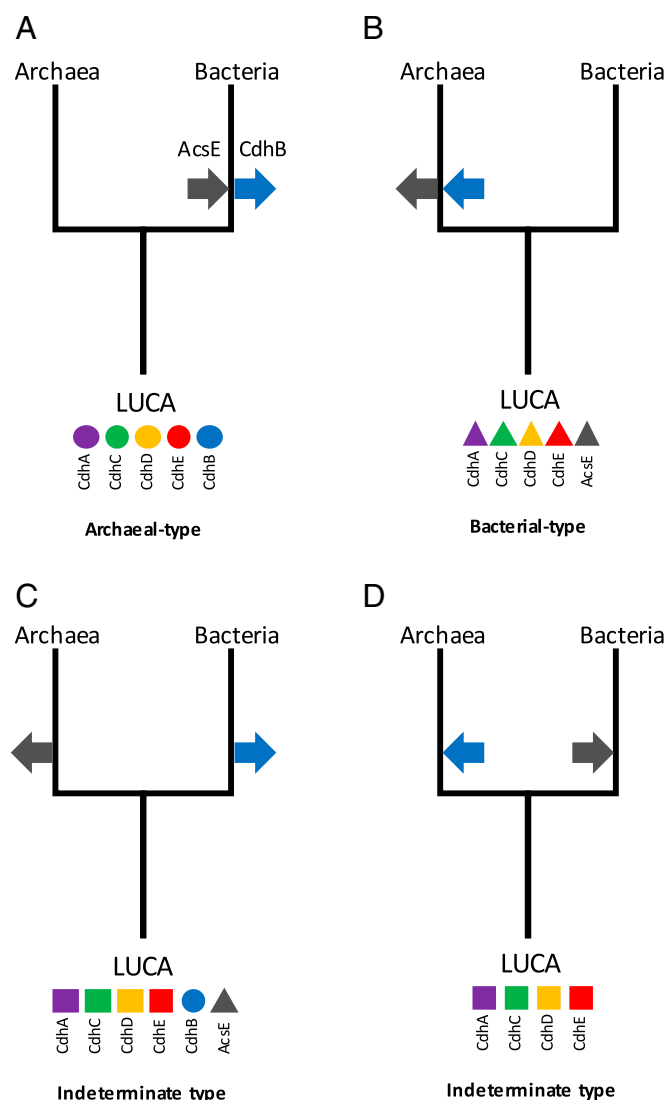 A
Archaea Bacteria
AcsE CdhB
LUCA
CdhA CdhC CdhD CdhE CdhB
Archaeal-type
B
Archaea Bacteria
LUCA
CdhA CdhC CdhD CdhE AcsE
Bacterial-type
C
Archaea Bacteria
LUCA
CdhA CdhC CdhD CdhE CdhB AcsE
Indeterminate type
D
Archaea Bacteria
LUCA
CdhA CdhC CdhD CdhE
Indeterminate type